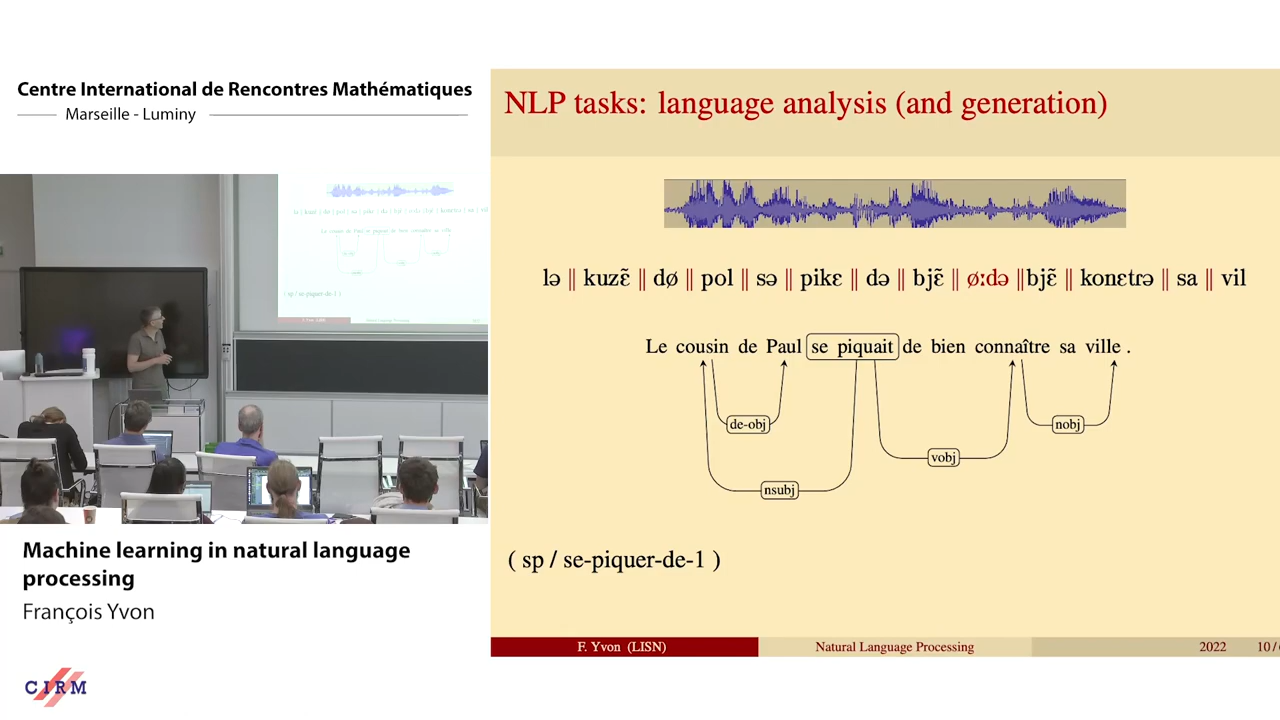 Centre International de Rencontres Mathématiques
Marseille - Luminy
NLP tasks: language analysis (and generation)
lə || kuzɛ̃ || dø || pol || sə || pikɛ || də || bjɛ̃ || ø:də ||bjɛ̃ || konɛtrə || sa || vil
Le cousin de Paul se piquait de bien connaître sa ville .
de-obj
nobj
vobj
nsubj
( sp / se-piquer-de-1 )
Machine learning in natural language
processing
François Yvon
F. Yvon (LISN)
Natural Language Processing
2022
10 /
CIRM